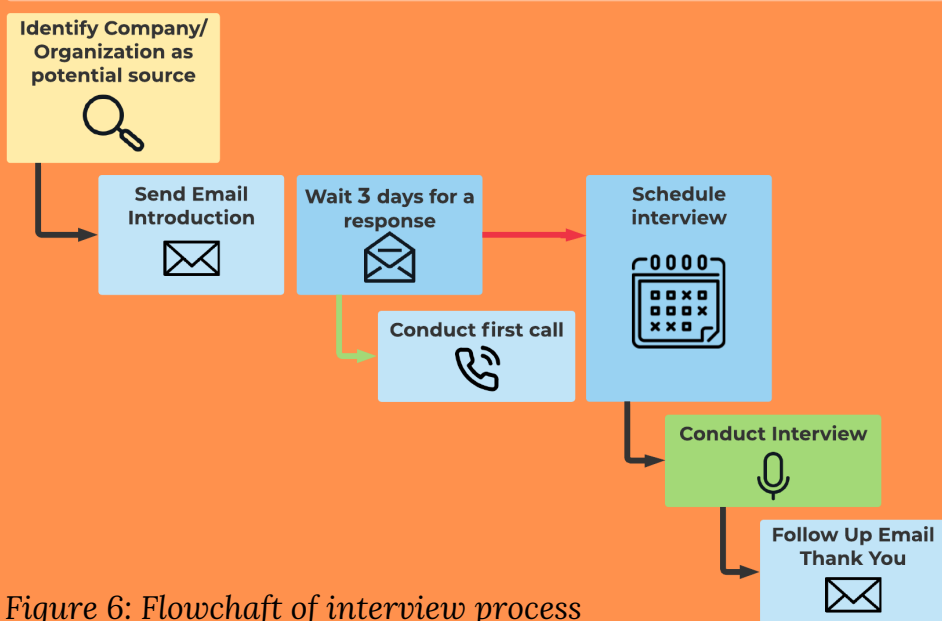 Identify Company/
Organization as
potential source
Send Email
Introduction
Wait 3 days for a
response
Schedule
interview
Conduct first call
Conduct Interview
Follow Up Email
Thank You
Figure 6: Flowchaft of interview process